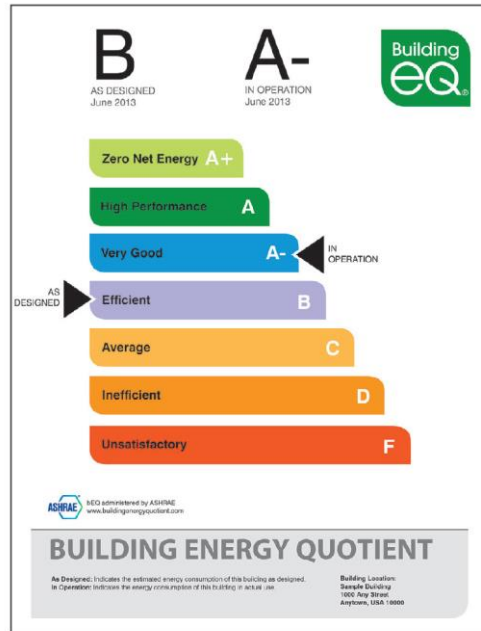 B
AS DESIGNED
June 2013
A-
IN OPERATION
June 2013
Building
eQ®
Zero Net Energy A+
High Performance A
Very Good A-
IN
OPERATION
AS
DESIGNED
Efficient B
Average C
Inefficient D
Unsatisfactory F
ASHRAE
bEQ administered by ASHRAE
www.buildingenergyquotient.com
BUILDING ENERGY QUOTIENT
As Designed: Indicates the estimated energy consumption of this building as designed.
In Operation: Indicates the energy consumption of this building in actual use
Building Location:
Sample Building
1000 Any Street
Anytown, USA 10000